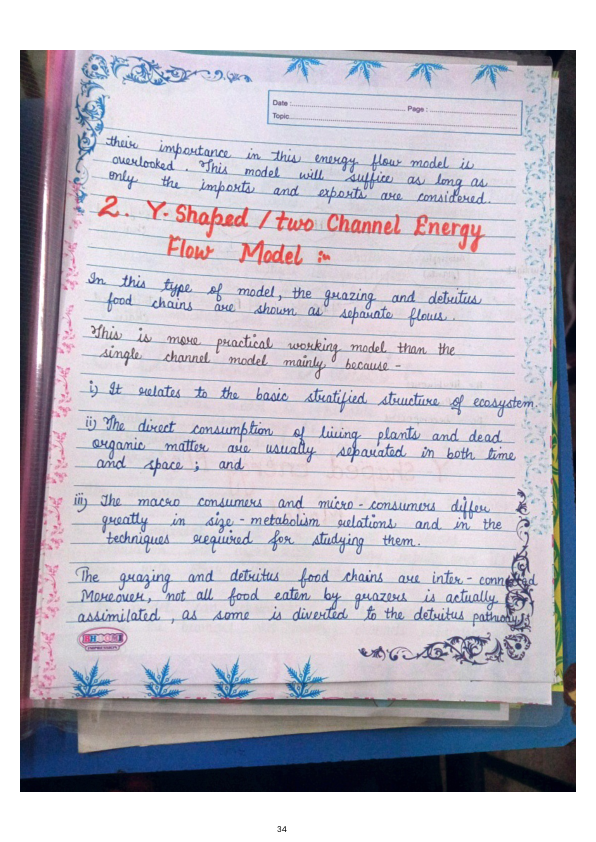 Date :
Page :
Topic
their importance in this energy flow model is
overlooked. This model will suffice as long as
only the imports and exports are considered.
2. Y-Shaped / two Channel Energy
Flow Model :-
In this type of model, the grazing and detritus
food chains are shown as separate flows.
This is more practical working model than the
single channel model mainly because -
i) It relates to the basic stratified structure of ecosystem.
ii) The direct consumption of living plants and dead
organic matter are usually separated in both time
and space ; and
iii) The macro consumers and micro - consumers differ
greatly in size - metabolism relations and in the
techniques required for studying them.
The grazing and detritus food chains are inter - connected
Moreover, not all food eaten by grazers is actually
assimilated , as some is diverted to the detritus pathway
34